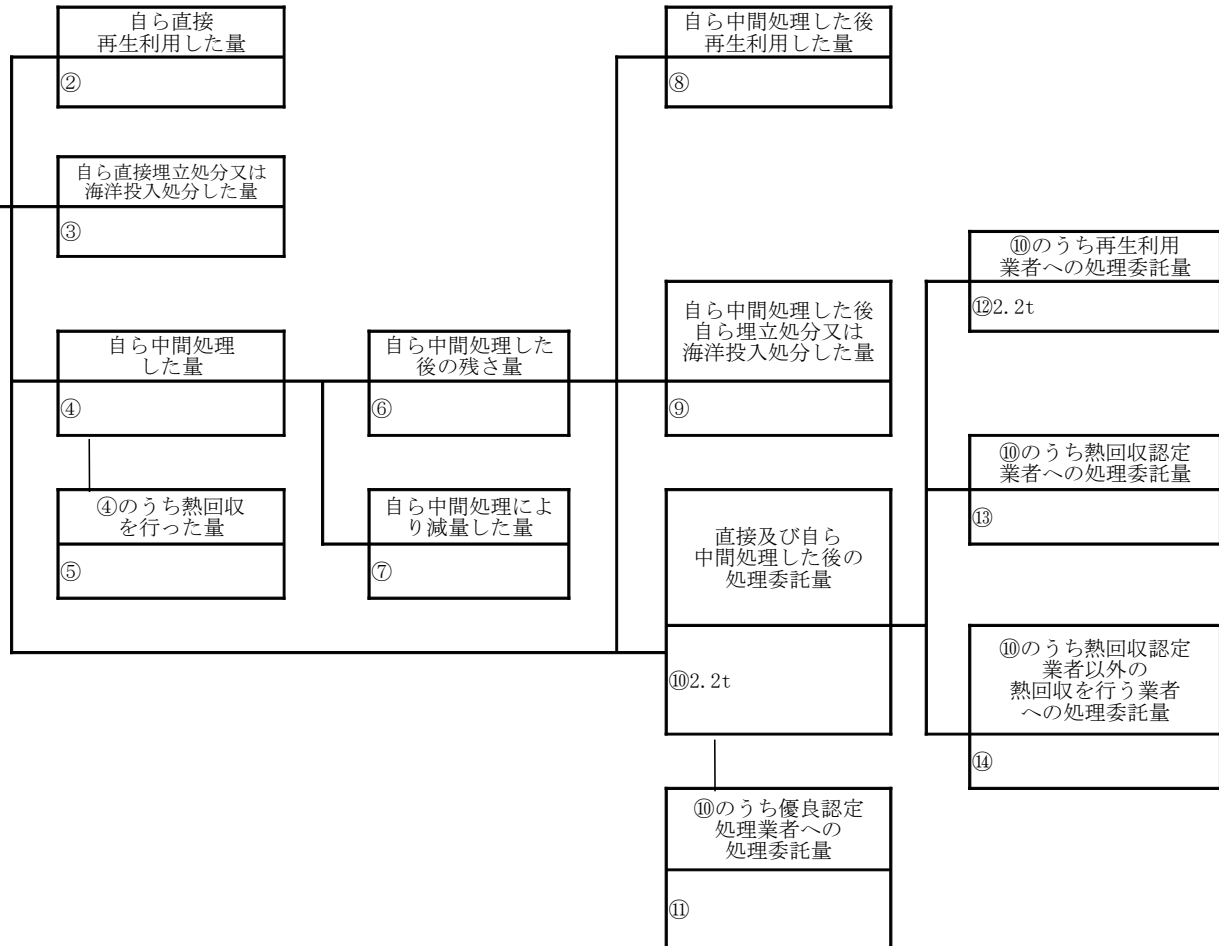 自ら直接
再生利用した量
②
自ら中間処理した後
再生利用した量
⑧
自ら直接埋立処分又は
海洋投入処分した量
③
⑩のうち再生利用
業者への処理委託量
⑫2.2t
自ら中間処理
した量
④
自ら中間処理した
後の残さ量
⑥
自ら中間処理した後
自ら埋立処分又は
海洋投入処分した量
⑨
⑩のうち熱回収認定
業者への処理委託量
⑬
④のうち熱回収
を行った量
⑤
自ら中間処理によ
り減量した量
⑦
直接及び自ら
中間処理した後の
処理委託量
⑩2.2t
⑩のうち熱回収認定
業者以外の
熱回収を行う業者
への処理委託量
⑭
⑩のうち優良認定
処理業者への
処理委託量
⑪